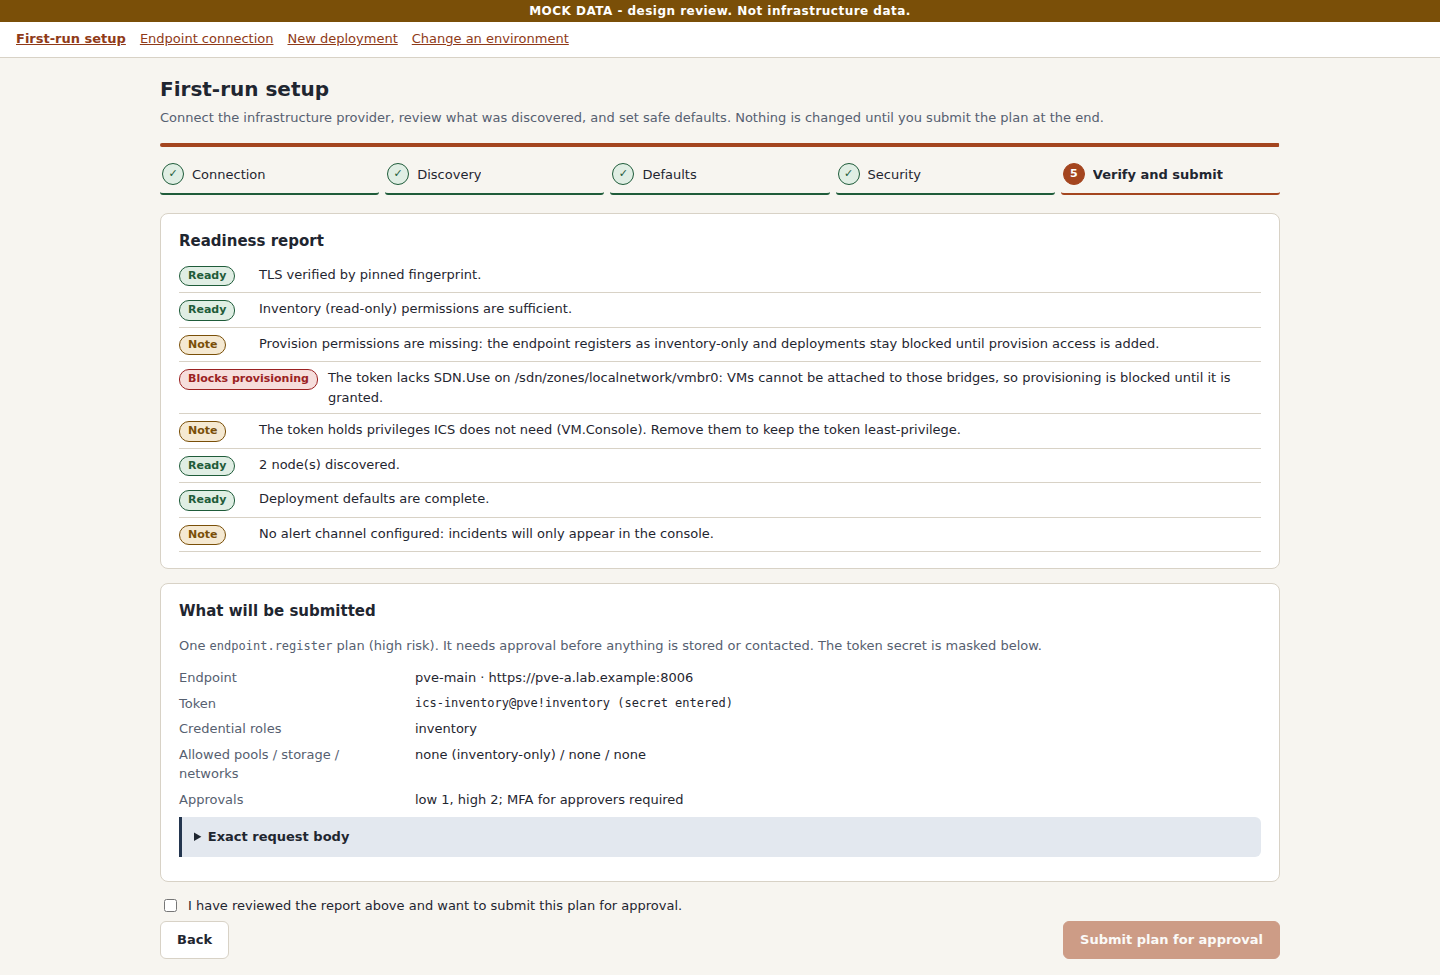 MOCK DATA - design review. Not infrastructure data.
First-run setup Endpoint connection New deployment Change an environment
First-run setup
Connect the infrastructure provider, review what was discovered, and set safe defaults. Nothing is changed until you submit the plan at the end.
✓ Connection ✓ Discovery ✓ Defaults ✓ Security 5 Verify and submit
Readiness report
Ready TLS verified by pinned fingerprint.
Ready Inventory (read-only) permissions are sufficient.
Note Provision permissions are missing: the endpoint registers as inventory-only and deployments stay blocked until provision access is added.
Blocks provisioning The token lacks SDN.Use on /sdn/zones/localnetwork/vmbr0: VMs cannot be attached to those bridges, so provisioning is blocked until it is
granted.
Note The token holds privileges ICS does not need (VM.Console). Remove them to keep the token least-privilege.
Ready 2 node(s) discovered.
Ready Deployment defaults are complete.
Note No alert channel configured: incidents will only appear in the console.
What will be submitted
One endpoint.register plan (high risk). It needs approval before anything is stored or contacted. The token secret is masked below.
Endpoint pve-main · https://pve-a.lab.example:8006
Token ics-inventory@pve!inventory (secret entered)
Credential roles inventory
Allowed pools / storage / none (inventory-only) / none / none
networks
Approvals low 1, high 2; MFA for approvers required
Exact request body
I have reviewed the report above and want to submit this plan for approval.
Back Submit plan for approval